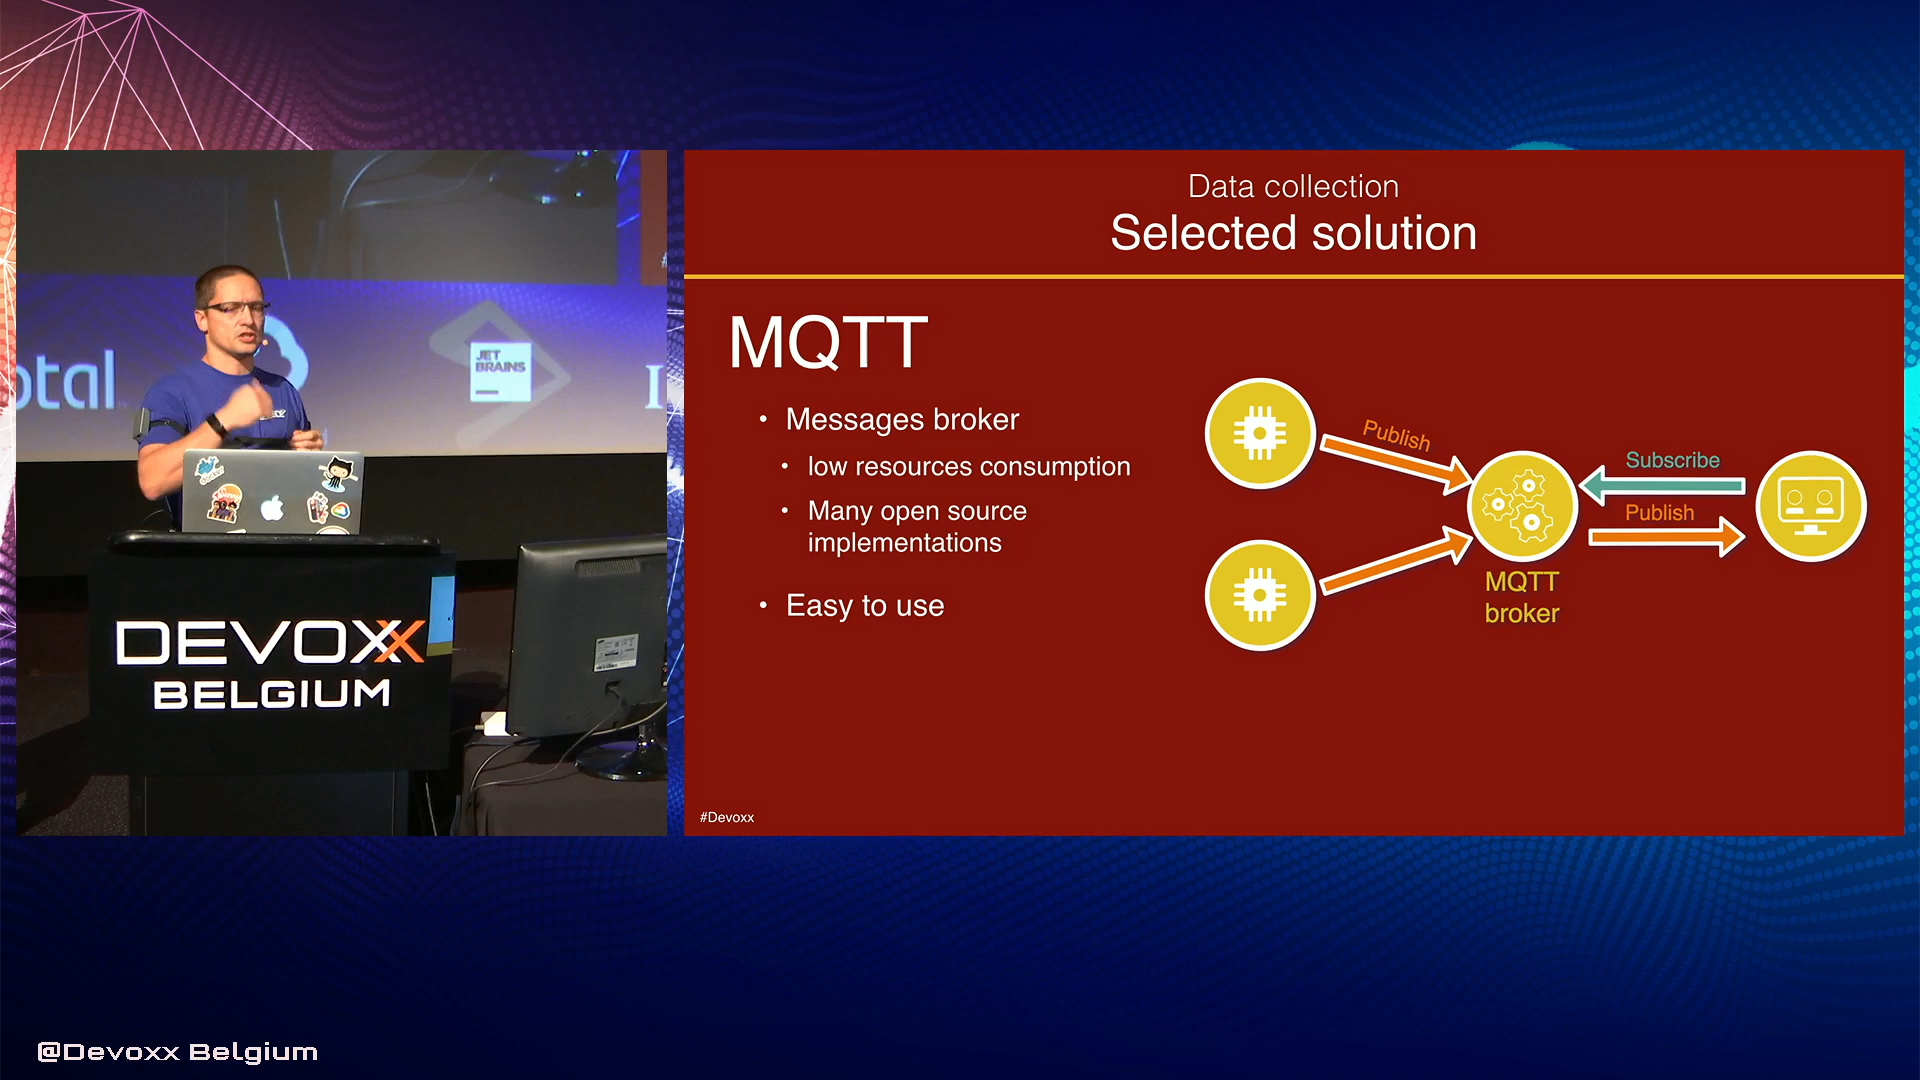 otal
JET
BRAINS
DEVOXX
BELGIUM
Data collection
Selected solution
MQTT
• Messages broker
• low resources consumption
• Many open source
implementations
• Easy to use
Publish
Subscribe
Publish
MQTT
broker
#Devoxx
@Devoxx Belgium